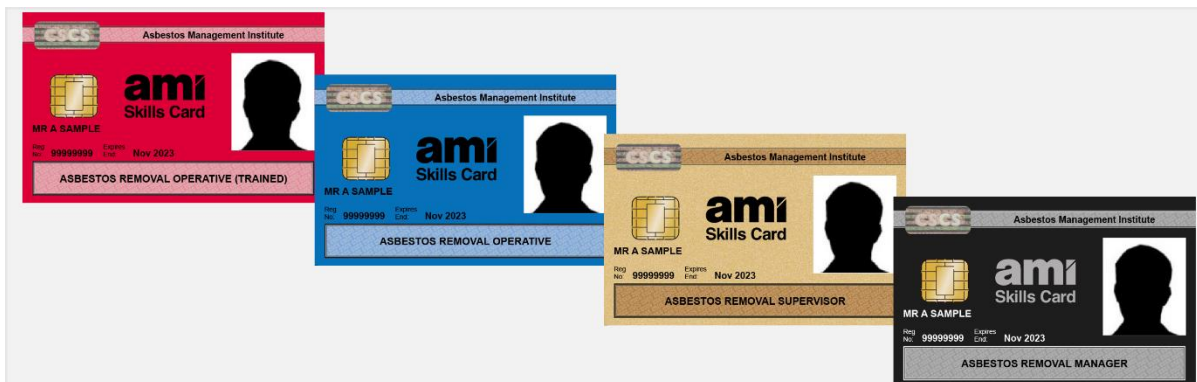 CSCS
Asbestos Management Institute
ami
Skills Card
MR A SAMPLE
Reg No: 99999999 Expires End: Nov 2023
ASBESTOS REMOVAL OPERATIVE (TRAINED)
CSCS
Asbestos Management Institute
ami
Skills Card
MR A SAMPLE
Reg No: 99999999 Expires End: Nov 2023
ASBESTOS REMOVAL OPERATIVE
CSCS
Asbestos Management Institute
ami
Skills Card
MR A SAMPLE
Reg No: 99999999 Expires End: Nov 2023
ASBESTOS REMOVAL SUPERVISOR
CSCS
Asbestos Management Institute
ami
Skills Card
MR A SAMPLE
Reg No: 99999999 Expires End: Nov 2023
ASBESTOS REMOVAL MANAGER